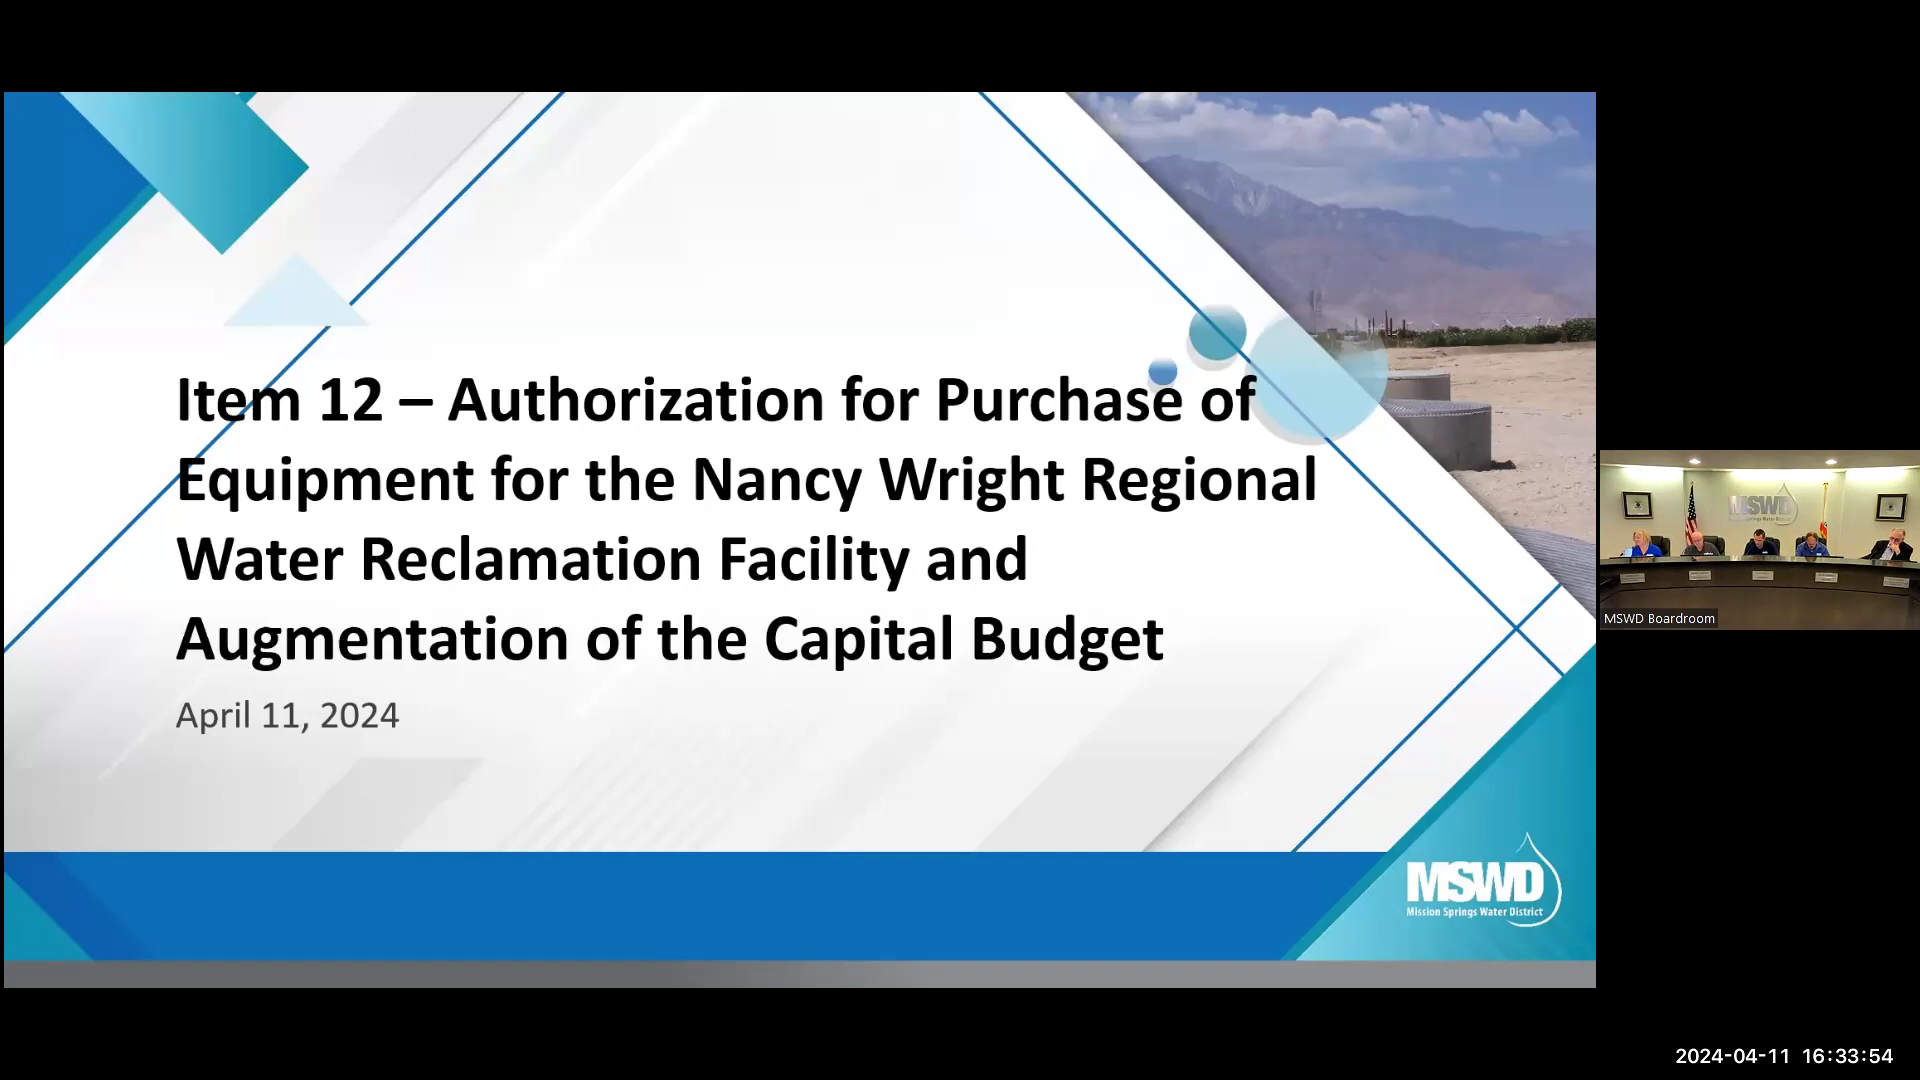 Item 12 – Authorization for Purchase of
Equipment for the Nancy Wright Regional
Water Reclamation Facility and
Augmentation of the Capital Budget
April 11, 2024
MSWD
Mission Springs Water District
MSWD
MSWD Boardroom
2024-04-11 16:33:54